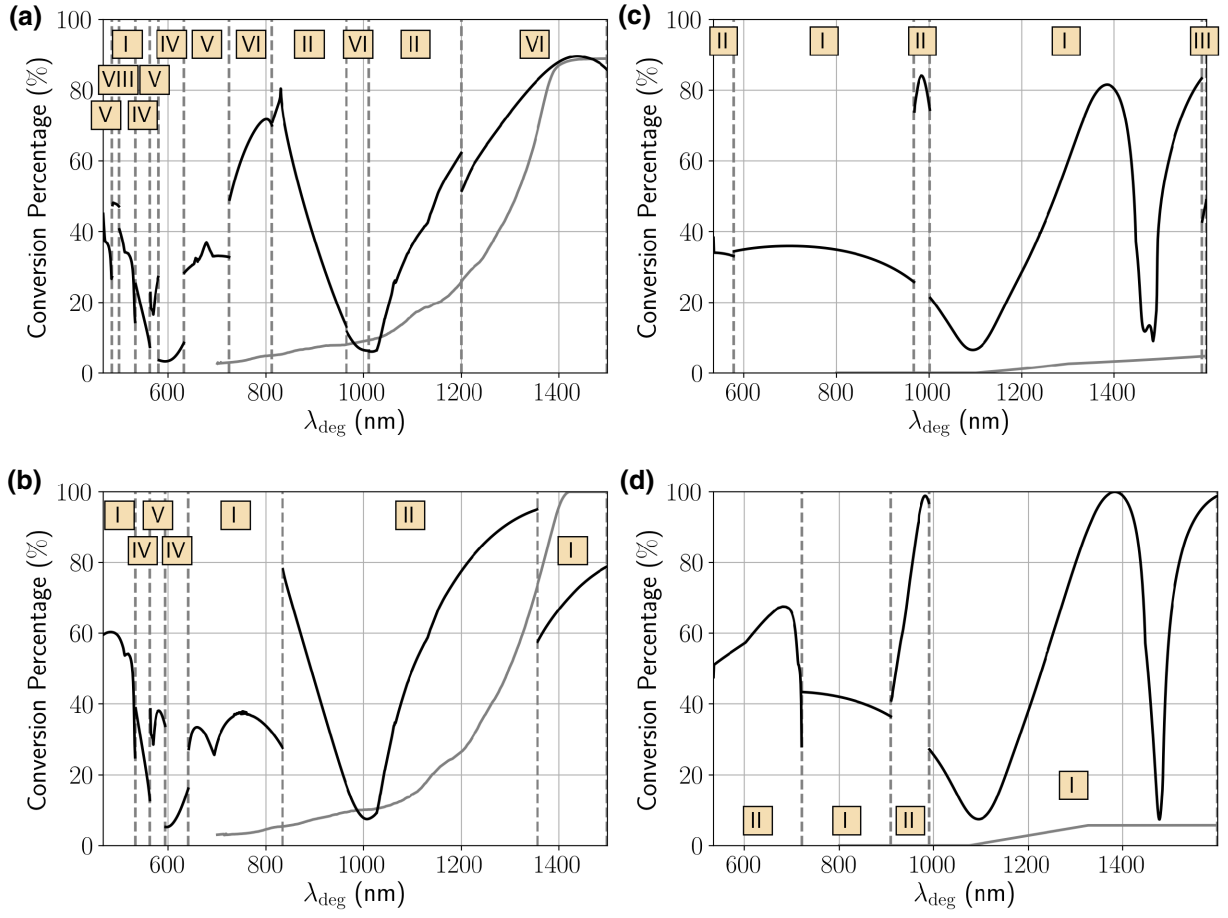 (a)
Conversion Percentage (%)
100
80
60
40
20
0
I IV V VI II VI II VI
VIII V
V IV
600 800 1000 1200 1400
λdeg (nm)
(c)
Conversion Percentage (%)
100
80
60
40
20
0
II I II I III
600 800 1000 1200 1400
λdeg (nm)
(b)
Conversion Percentage (%)
100
80
60
40
20
0
I V I II
IV IV I
600 800 1000 1200 1400
λdeg (nm)
(d)
Conversion Percentage (%)
100
80
60
40
20
0
I
II I II
600 800 1000 1200 1400
λdeg (nm)